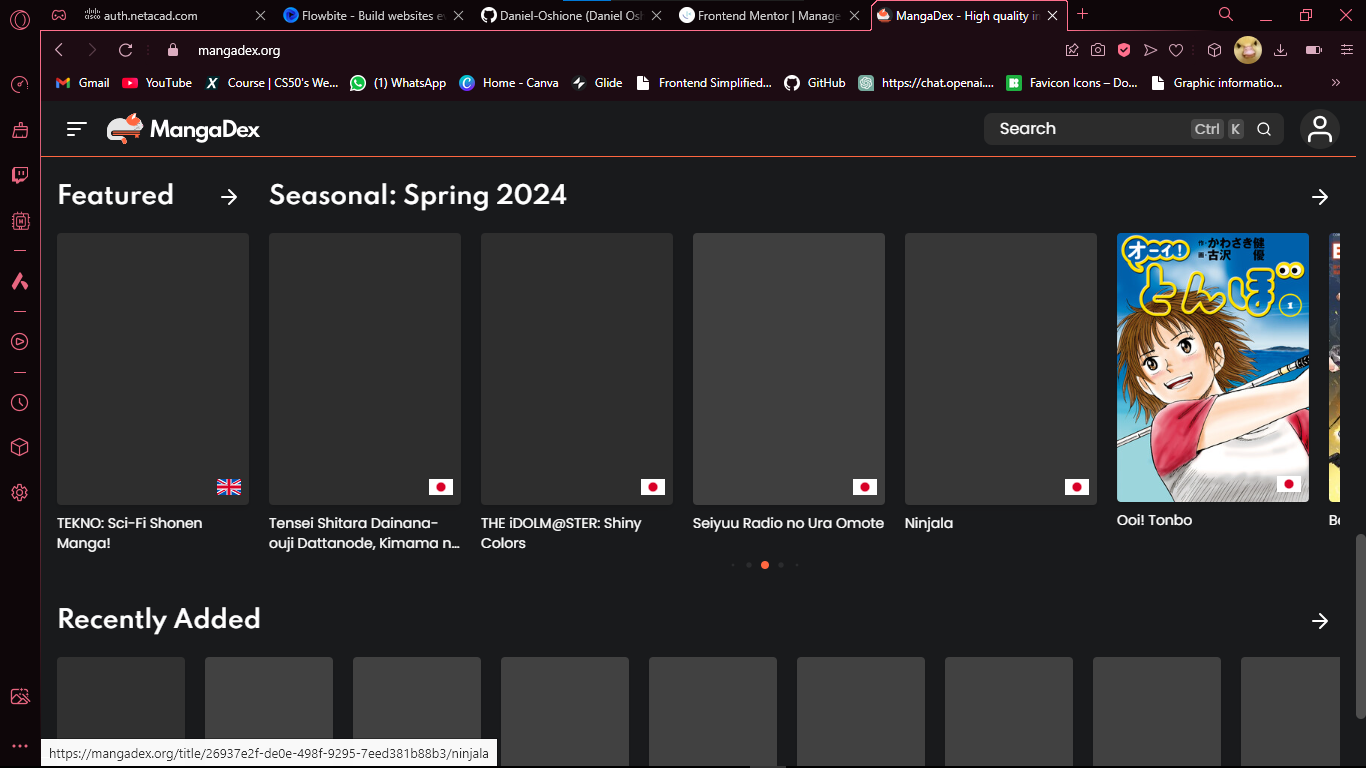 auth.netacad.com
Flowbite - Build websites ev
Daniel-Oshione (Daniel Osh
Frontend Mentor | Manage
MangaDex - High quality in
mangadex.org
Gmail
YouTube
Course | CS50's We...
(1) WhatsApp
Home - Canva
Glide
Frontend Simplified...
GitHub
https://chat.openai....
Favicon Icons – Do...
Graphic informatio...
MangaDex
Search
Ctrl K
Featured
Seasonal: Spring 2024
オーイ!
とんぼ
作・かわさき健
画・古沢 優
1
TEKNO: Sci-Fi Shonen
Manga!
Tensei Shitara Dainana-
ouji Dattanode, Kimama n...
THE iDOLM@STER: Shiny
Colors
Seiyuu Radio no Ura Omote
Ninjala
Ooi! Tonbo
Recently Added
https://mangadex.org/title/26937e2f-de0e-498f-9295-7eed381b88b3/ninjala